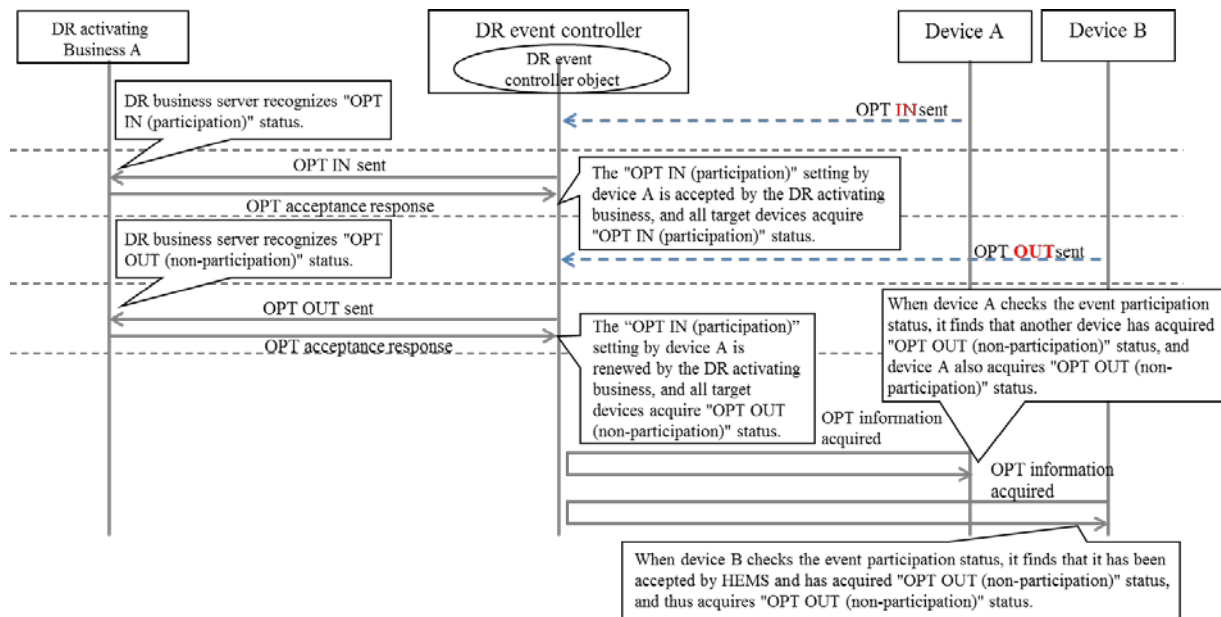 DR activating
Business A
DR event controller
DR event
controller object
Device A
Device B
DR business server recognizes "OPT
IN (participation)" status.
OPT IN sent
OPT IN sent
OPT acceptance response
The "OPT IN (participation)" setting by
device A is accepted by the DR activating
business, and all target devices acquire
"OPT IN (participation)" status.
DR business server recognizes "OPT
OUT (non-participation)" status.
OPT OUT sent
OPT OUT sent
OPT acceptance response
The “OPT IN (participation)”
setting by device A is
renewed by the DR activating
business, and all target
devices acquire "OPT OUT
(non-participation)" status.
When device A checks the event participation
status, it finds that another device has acquired
"OPT OUT (non-participation)" status, and
device A also acquires "OPT OUT (non-
participation)" status.
OPT information
acquired
OPT information
acquired
When device B checks the event participation status, it finds that it has been
accepted by HEMS and has acquired "OPT OUT (non-participation)" status,
and thus acquires "OPT OUT (non-participation)" status.